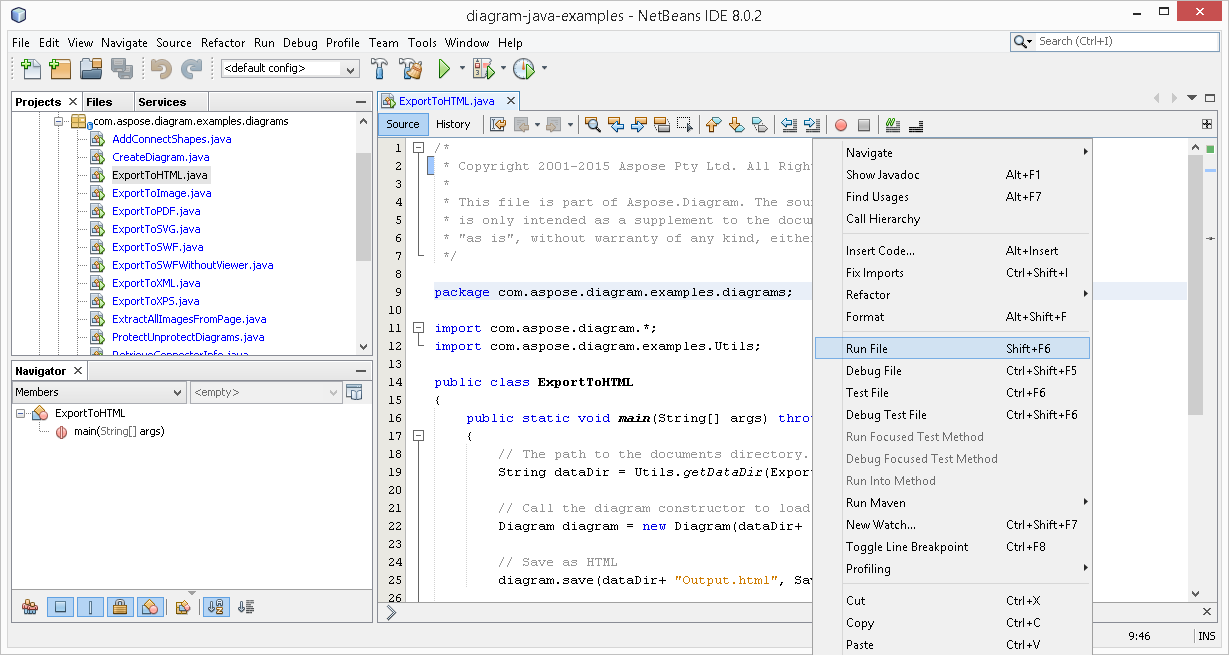 diagram-java-examples - NetBeans IDE 8.0.2
File Edit View Navigate Source Refactor Run Debug Profile Team Tools Window Help
Search (Ctrl+I)
<default config>
Projects Files Services
com.aspose.diagram.examples.diagrams
AddConnectShapes.java
CreateDiagram.java
ExportToHTML.java
ExportToImage.java
ExportToPDF.java
ExportToSVG.java
ExportToSWF.java
ExportToSWFWithoutViewer.java
ExportToXML.java
ExportToXPS.java
ExtractAllImagesFromPage.java
ProtectUnprotectDiagrams.java
RetrieveConnectorInfo.java
Navigator
Members <empty>
ExportToHTML
main(String[] args)
ExportToHTML.java
Source History
1 /*
2 * Copyright 2001-2015 Aspose Pty Ltd. All Righ
3 *
4 * This file is part of Aspose.Diagram. The sou
5 * is only intended as a supplement to the docu
6 * "as is", without warranty of any kind, eithe
7 */
8
9 package com.aspose.diagram.examples.diagrams;
10
11 import com.aspose.diagram.*;
12 import com.aspose.diagram.examples.Utils;
13
14 public class ExportToHTML
15 {
16 public static void main(String[] args) thro
17 {
18 // The path to the documents directory.
19 String dataDir = Utils.getDataDir(Expor
20
21 // Call the diagram constructor to load
22 Diagram diagram = new Diagram(dataDir+
23
24 // Save as HTML
25 diagram.save(dataDir+ "Output.html", Sav
26
Navigate
Show Javadoc Alt+F1
Find Usages Alt+F7
Call Hierarchy
Insert Code... Alt+Insert
Fix Imports Ctrl+Shift+I
Refactor
Format Alt+Shift+F
Run File Shift+F6
Debug File Ctrl+Shift+F5
Test File Ctrl+F6
Debug Test File Ctrl+Shift+F6
Run Focused Test Method
Debug Focused Test Method
Run Into Method
Run Maven
New Watch... Ctrl+Shift+F7
Toggle Line Breakpoint Ctrl+F8
Profiling
Cut Ctrl+X
Copy Ctrl+C
Paste Ctrl+V
9:46 INS